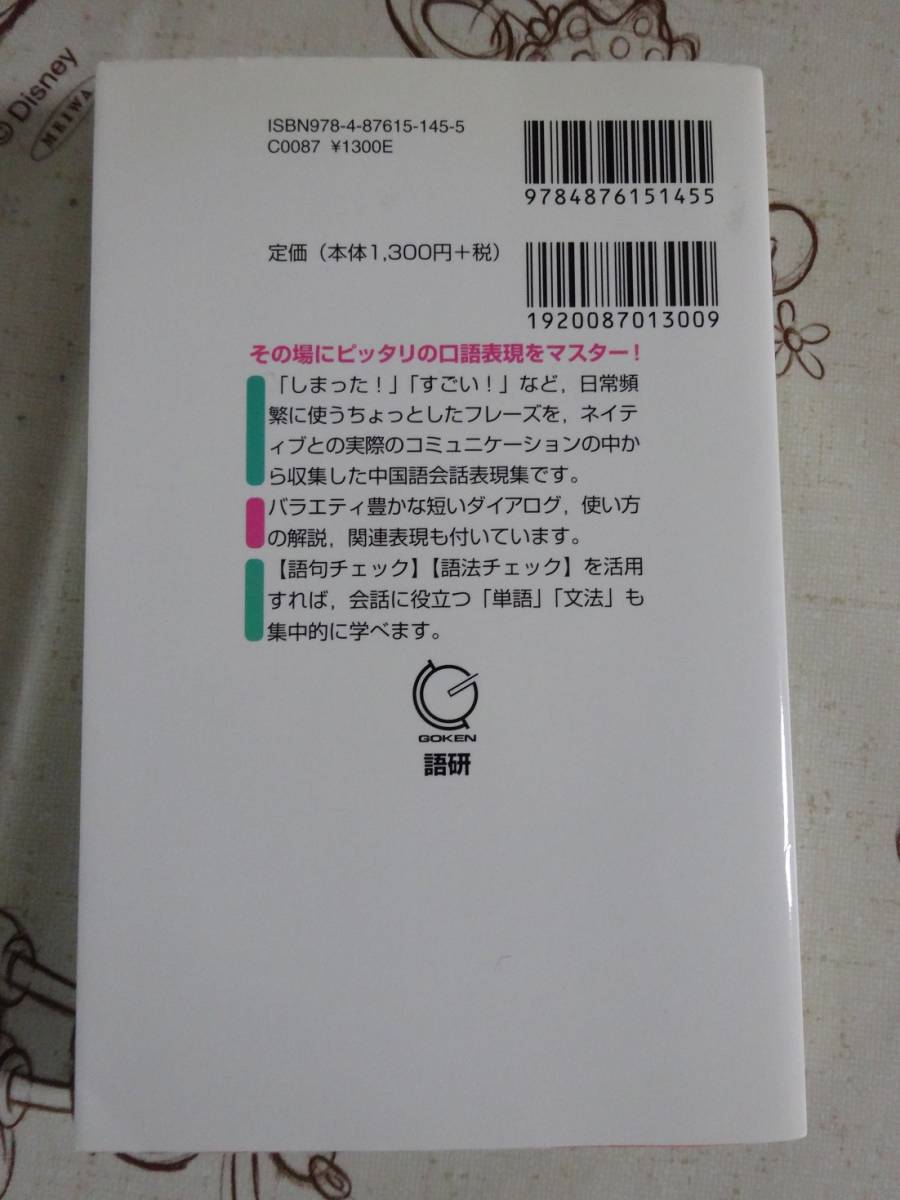 © Disney
MEIWA
ISBN978-4-87615-145-5
C0087 ¥1300E
9784876151455
定価（本体1,300円＋税）
1920087013009
その場にピッタリの口語表現をマスター！
「しまった！」「すごい！」など，日常頻
繁に使うちょっとしたフレーズを，ネイテ
ィブとの実際のコミュニケーションの中か
ら収集した中国語会話表現集です。
バラエティ豊かな短いダイアログ，使い方
の解説，関連表現も付いています。
【語句チェック】【語法チェック】を活用
すれば，会話に役立つ「単語」「文法」も
集中的に学べます。
GOKEN
語研